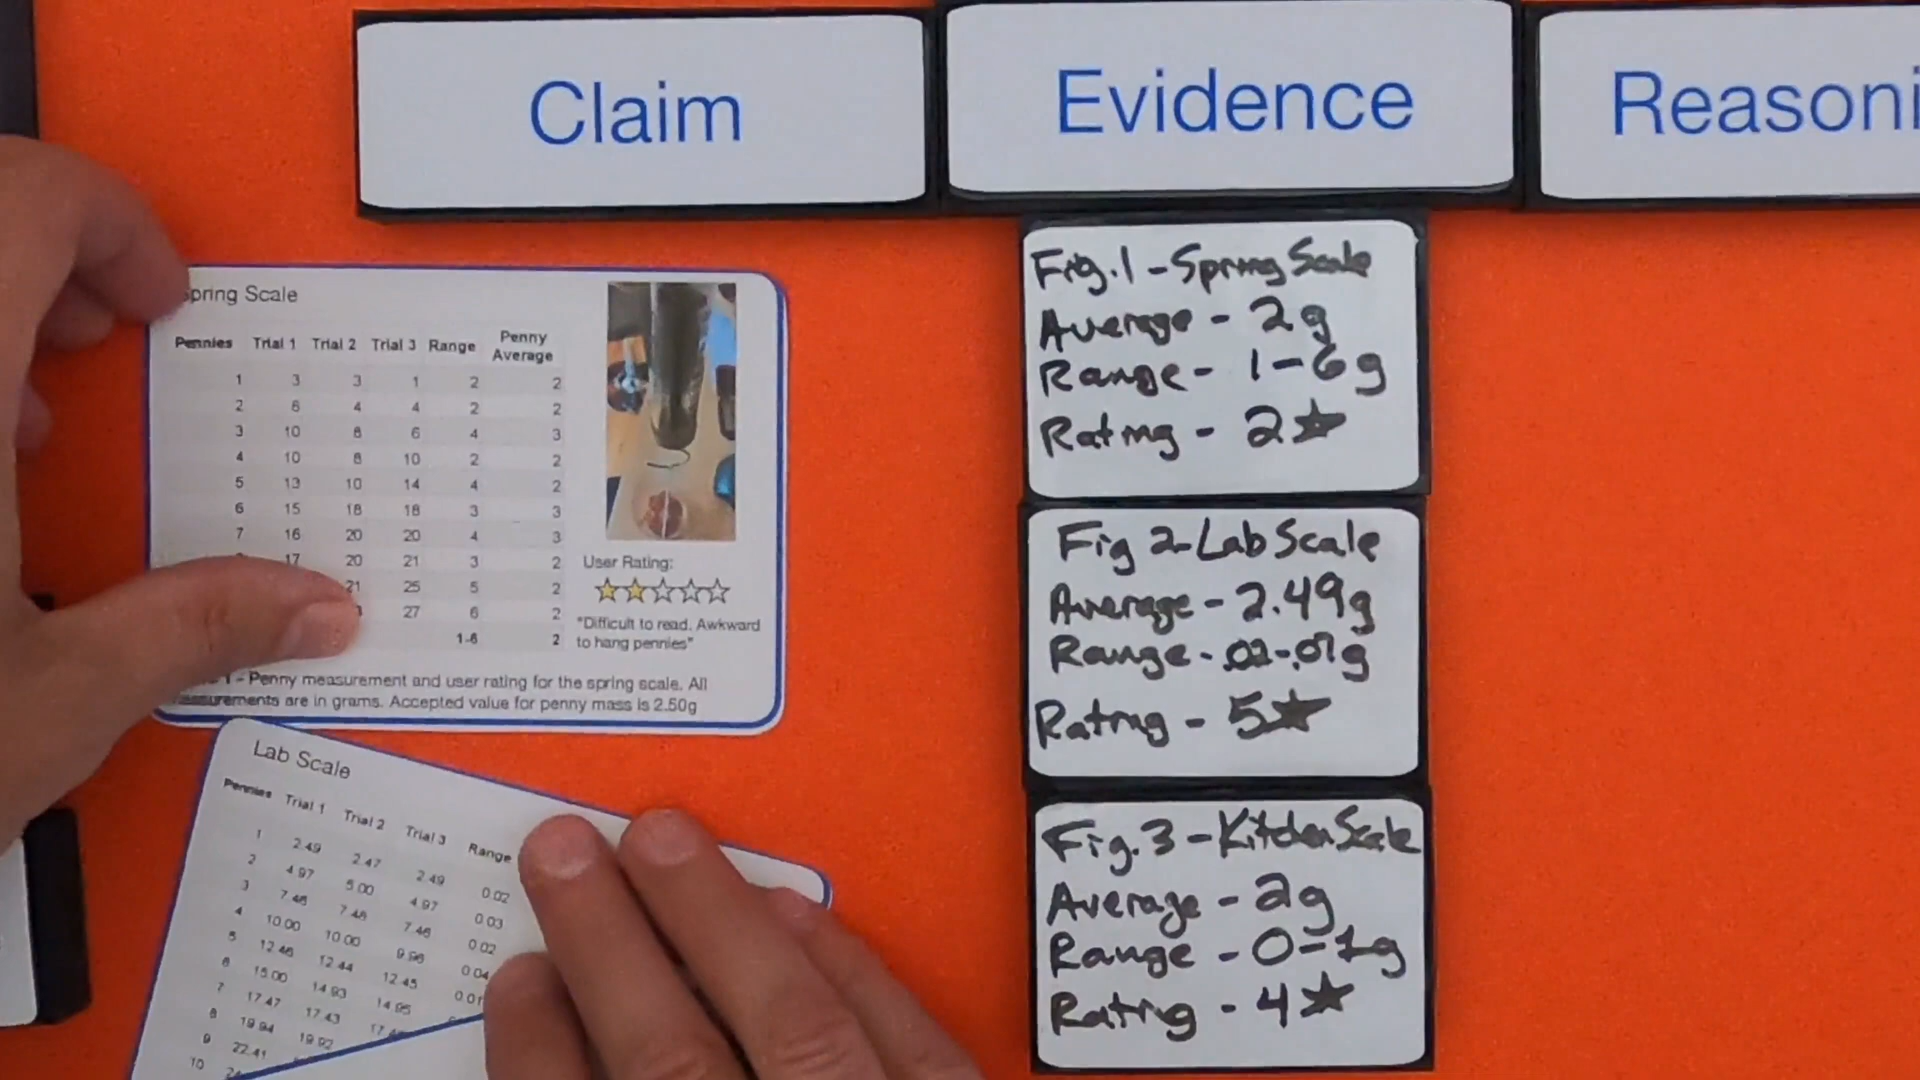 Claim
Evidence
Reasoni
Spring Scale
Pennies Trial 1 Trial 2 Trial 3 Range Penny Average
1 3 3 1 2 2
2 6 4 4 2 2
3 10 8 6 4 3
4 10 8 10 2 2
5 13 10 14 4 2
6 15 18 18 3 3
7 16 20 20 4 3
17 20 21 3 2
21 25 5 2
27 6 2
1-6 2
User Rating:
"Difficult to read. Awkward
to hang pennies"
1 - Penny measurement and user rating for the spring scale. All
measurements are in grams. Accepted value for penny mass is 2.50g
Lab Scale
Pennies Trial 1 Trial 2 Trial 3 Range
1 2.49 2.47 2.49 0.02
2 4.97 5.00 4.97 0.03
3 7.46 7.48 7.46 0.02
4 10.00 10.00 9.96 0.04
5 12.46 12.44 12.45
6 15.00 14.93 14.95
7 17.47 17.43
8 19.94 19.92
9 22.41
10
Fig.1 - Spring Scale
Average - 2g
Range - 1-6g
Rating - 2★
Fig 2-Lab Scale
Average - 2.49g
Range - .02-.07g
Rating - 5★
Fig.3 - Kitchen Scale
Average - 2g
Range - 0-1g
Rating - 4★